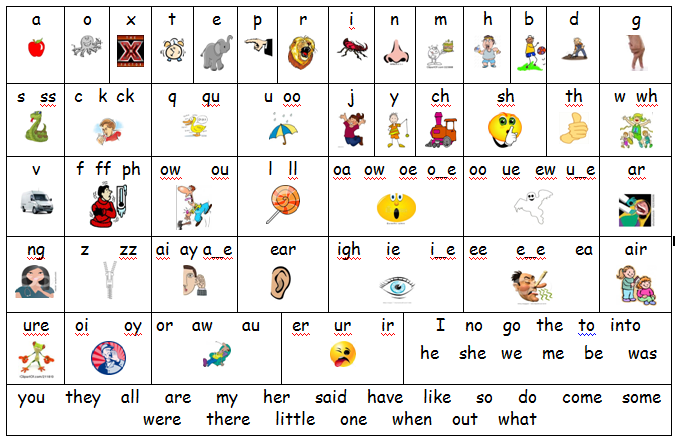 a o x t e p r i n m h b d g
s ss c k ck q qu u oo j y ch sh th w wh
v f ff ph ow ou l ll oa ow oe o_e oo ue ew u_e ar
ng z zz ai ay a_e ear igh ie i_e ee e_e ea air
ure oi oy or aw au er ur ir I no go the to into
he she we me be was
you they all are my her said have like so do come some
were there little one when out what